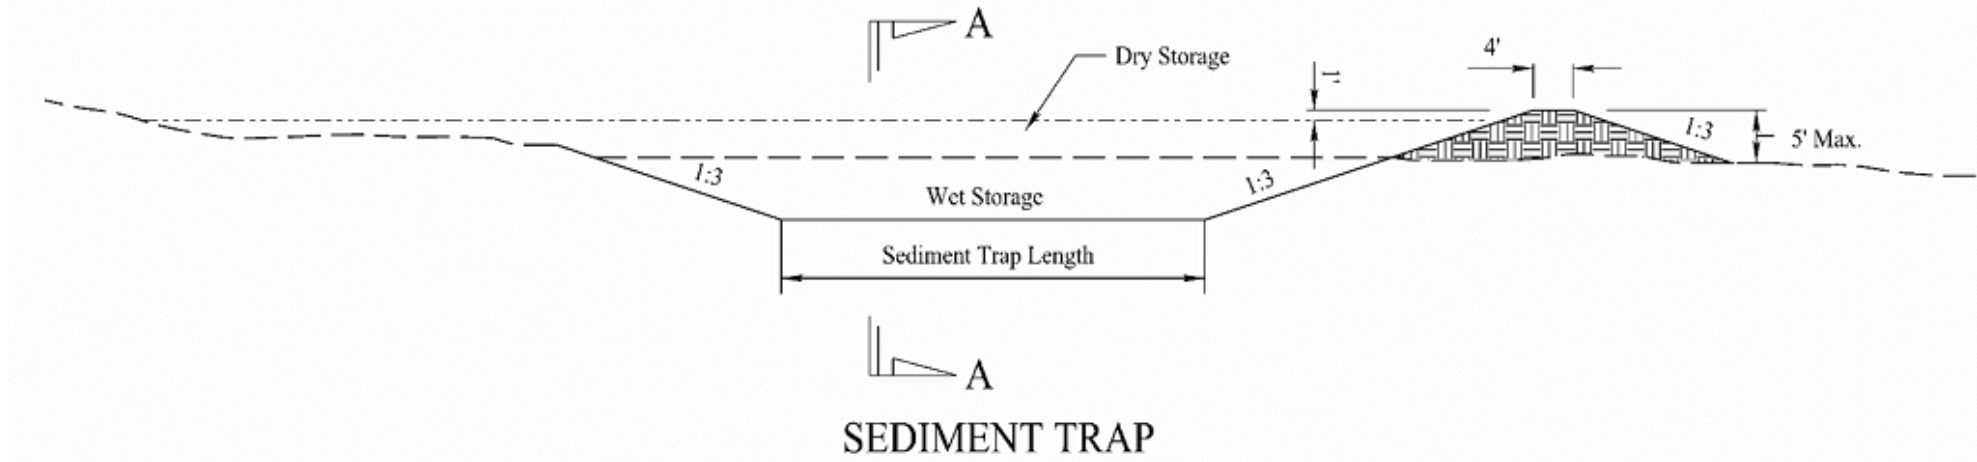 A
Dry Storage
4'
1'
1:3
5' Max.
1:3
1:3
Wet Storage
Sediment Trap Length
A
SEDIMENT TRAP